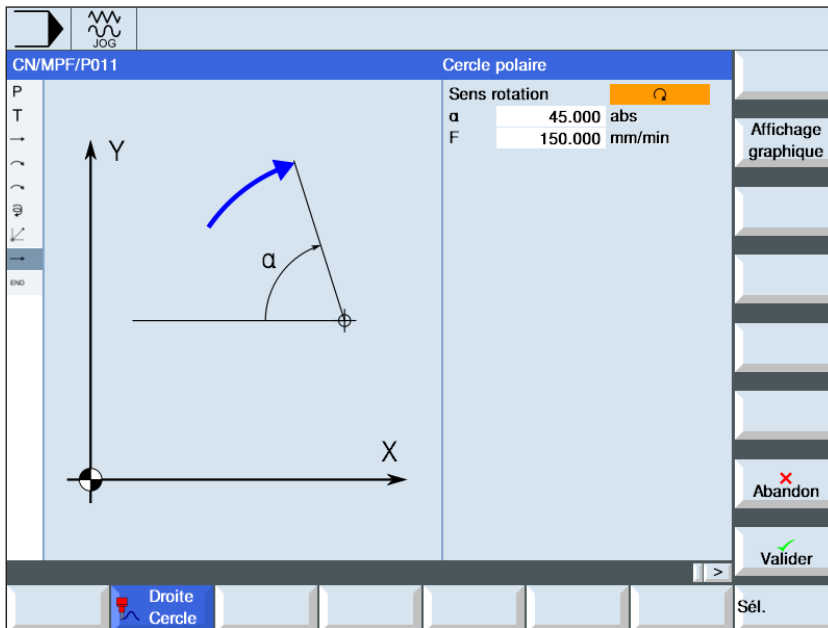 JOG
CN/MPF/P011
Cercle polaire
P
T
END
Y
α
X
Sens rotation
α 45.000 abs
F 150.000 mm/min
Affichage
graphique
Abandon
Valider
>
Droite
Cercle
Sél.